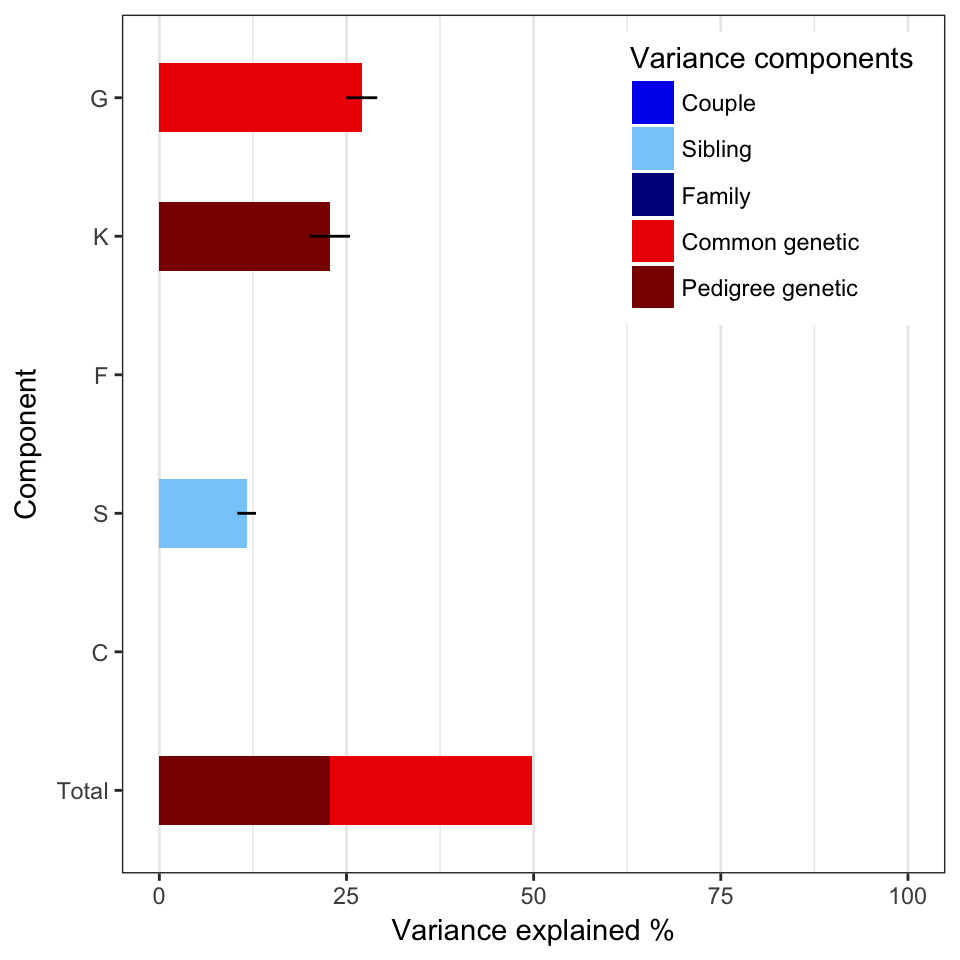 Variance components
Couple
Sibling
Family
Common genetic
Pedigree genetic
Component
G
K
F
S
C
Total
0 25 50 75 100
Variance explained %